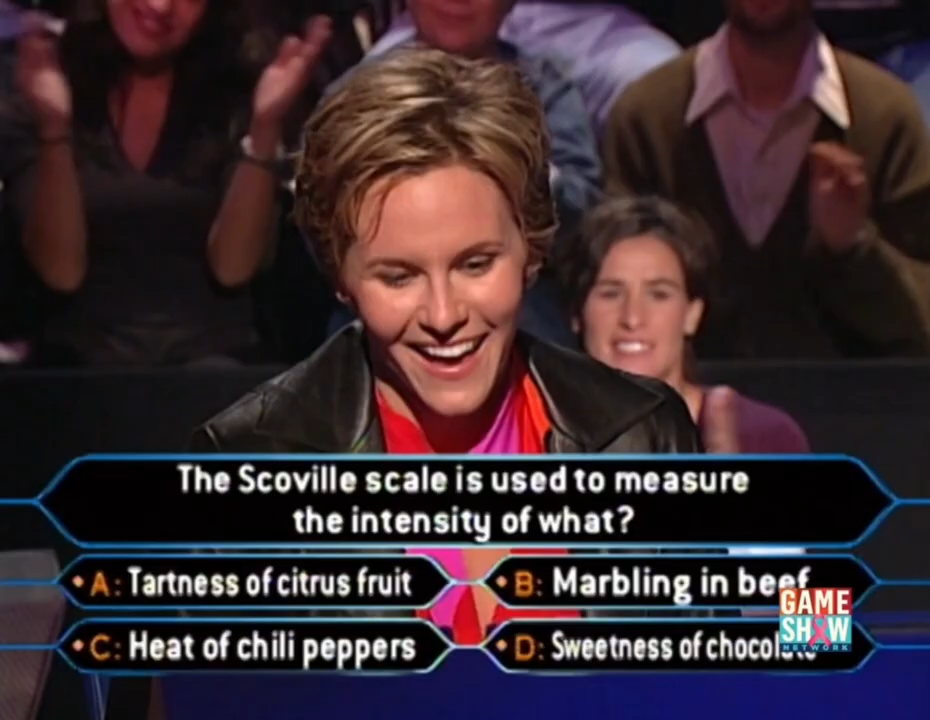 The Scoville scale is used to measure
the intensity of what?
A: Tartness of citrus fruit
B: Marbling in beef
C: Heat of chili peppers
D: Sweetness of
GAME
SHOW
NETWORK